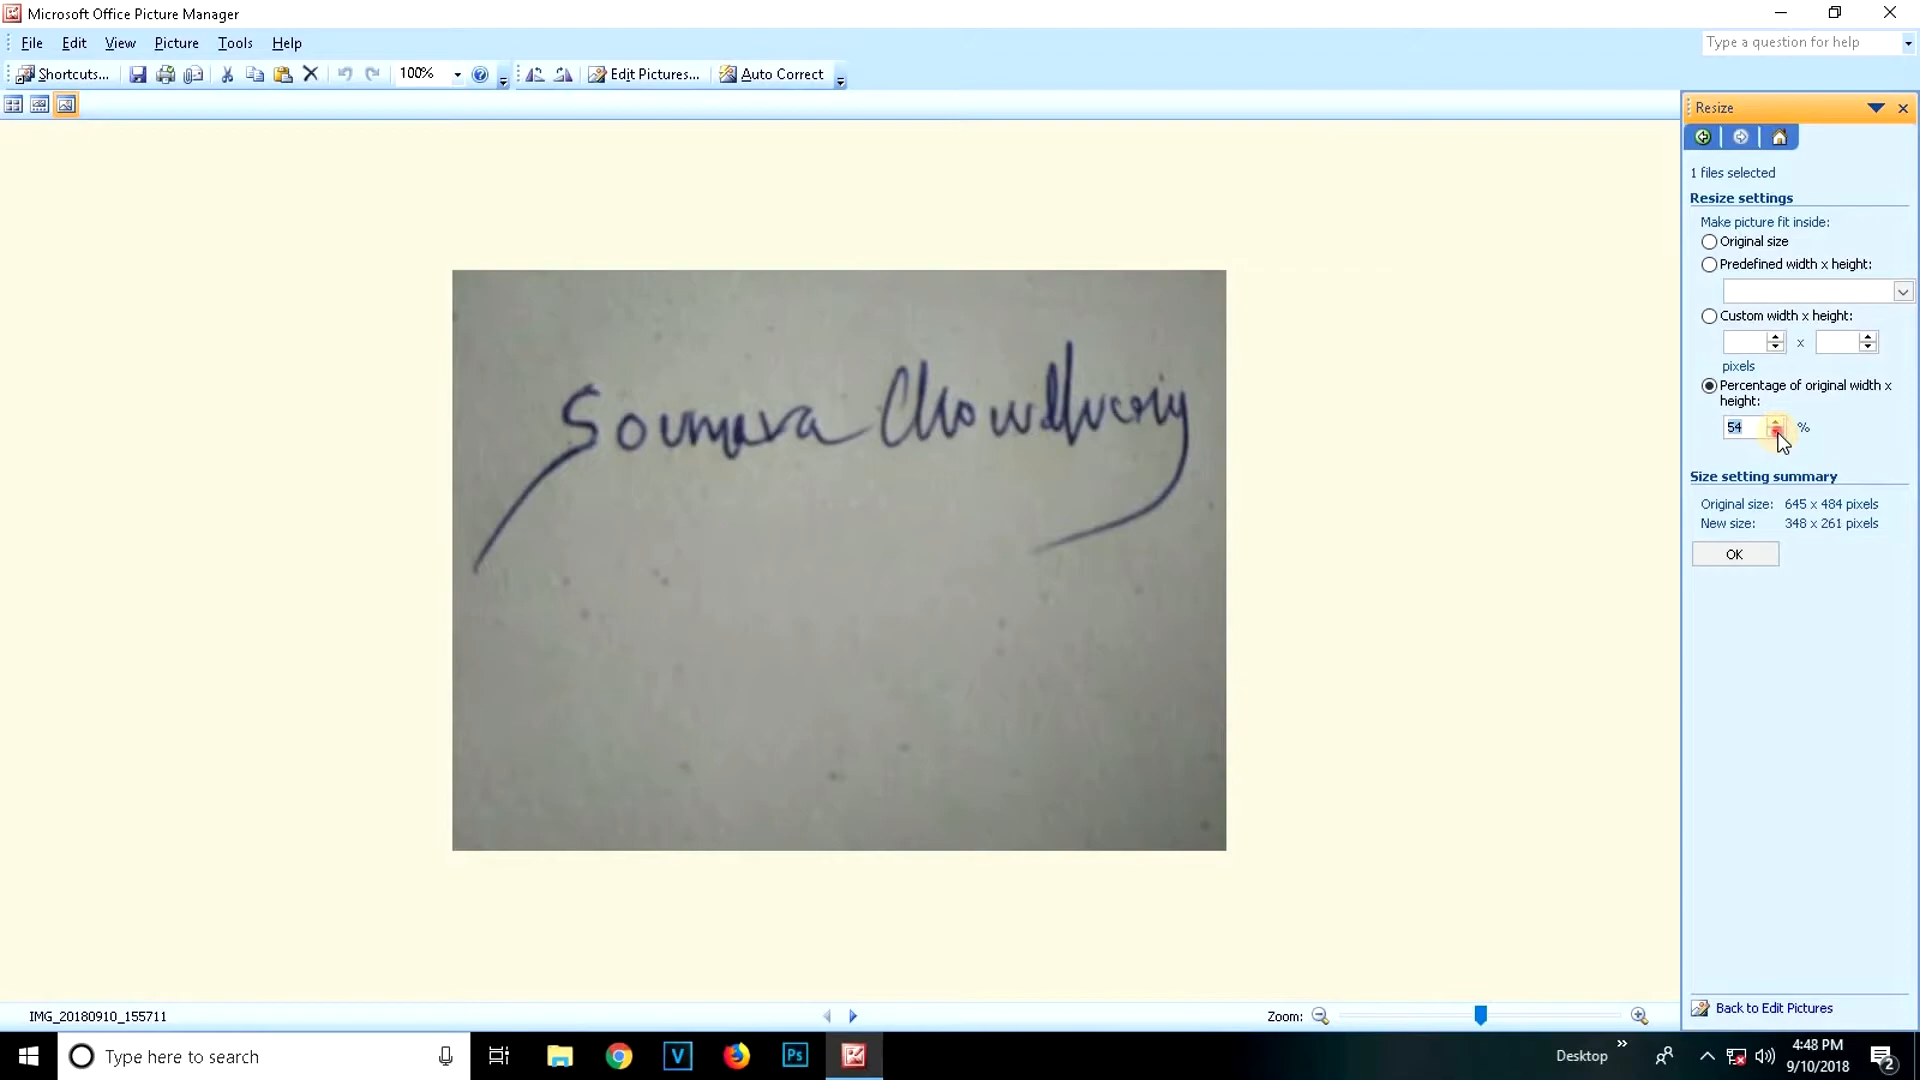 Microsoft Office Picture Manager
File Edit View Picture Tools Help
Type a question for help
Shortcuts... 100% Edit Pictures... Auto Correct
Resize
1 files selected
Resize settings
Make picture fit inside:
Original size
Predefined width x height:
Custom width x height:
x
pixels
Percentage of original width x
height:
54 %
Size setting summary
Original size: 645 x 484 pixels
New size: 348 x 261 pixels
OK
Chowdhury
Back to Edit Pictures
IMG_20180910_155711
Zoom:
Type here to search
V
Ps
Desktop
4:48 PM
9/10/2018
2